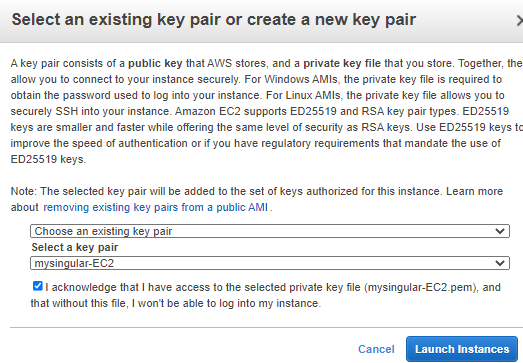 Select an existing key pair or create a new key pair
A key pair consists of a public key that AWS stores, and a private key file that you store. Together, the
allow you to connect to your instance securely. For Windows AMIs, the private key file is required to
obtain the password used to log into your instance. For Linux AMIs, the private key file allows you to
securely SSH into your instance. Amazon EC2 supports ED25519 and RSA key pair types. ED25519
keys are smaller and faster while offering the same level of security as RSA keys. Use ED25519 keys to
improve the speed of authentication or if you have regulatory requirements that mandate the use of
ED25519 keys.
Note: The selected key pair will be added to the set of keys authorized for this instance. Learn more
about removing existing key pairs from a public AMI.
Choose an existing key pair
Select a key pair
mysingular-EC2
I acknowledge that I have access to the selected private key file (mysingular-EC2.pem), and
that without this file, I won't be able to log into my instance.
Cancel Launch Instances